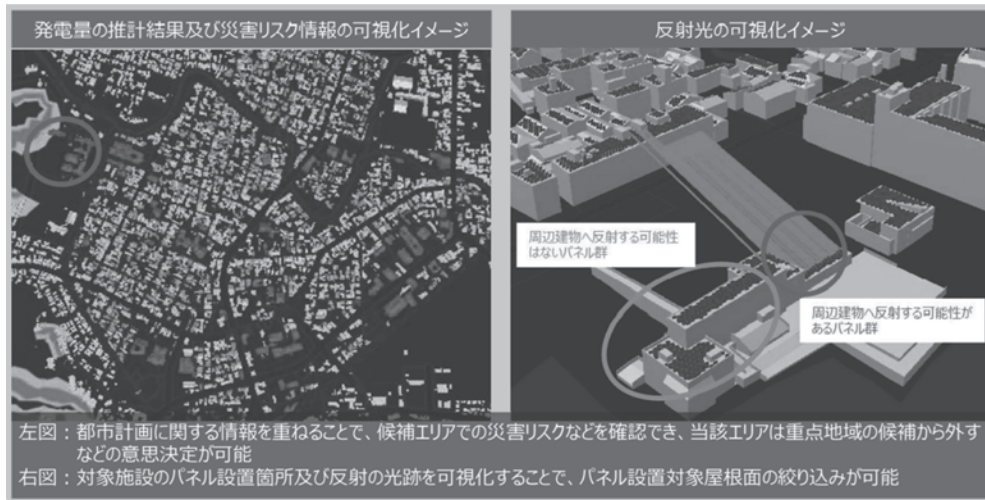 発電量の推計結果及び災害リスク情報の可視化イメージ
反射光の可視化イメージ
周辺建物へ反射する可能性
はないパネル群
周辺建物へ反射する可能性が
あるパネル群
左図：都市計画に関する情報を重ねることで、候補エリアでの災害リスクなどを確認でき、当該エリアは重点地域の候補から外す
などの意思決定が可能
右図：対象施設のパネル設置箇所及び反射の光跡を可視化することで、パネル設置対象屋根面の絞り込みが可能